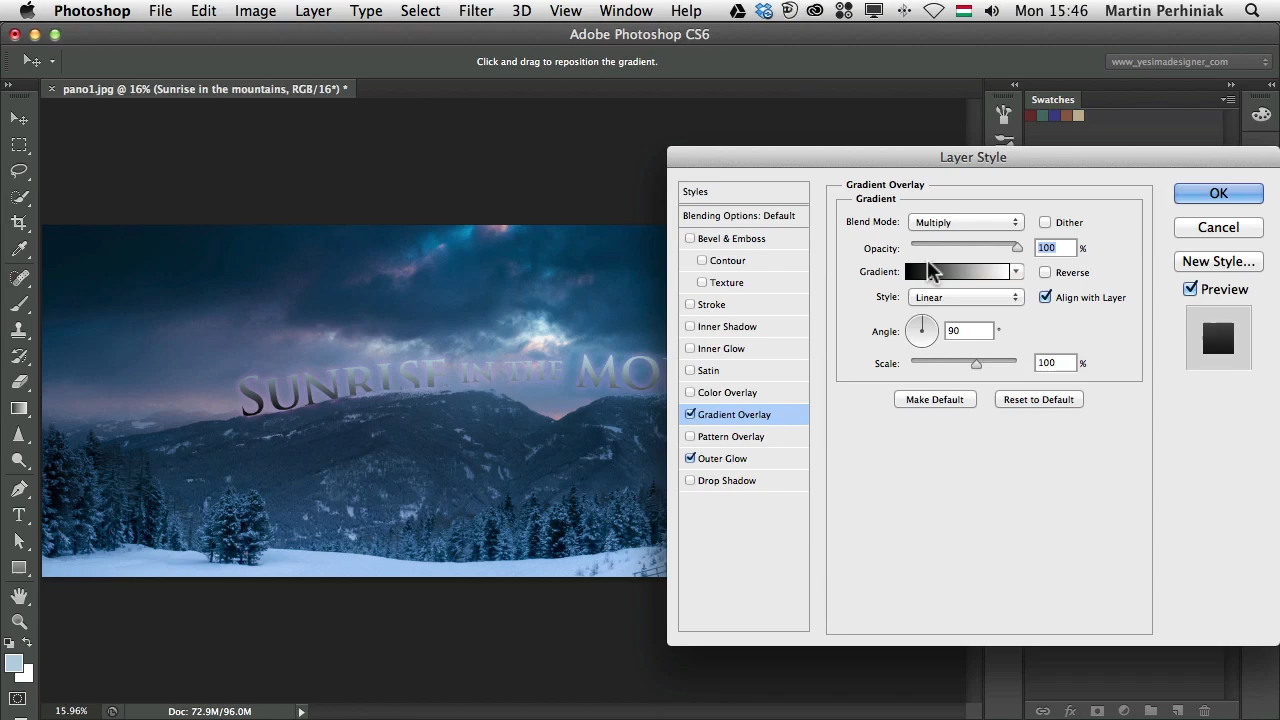 Photoshop File Edit Image Layer Type Select Filter 3D View Window Help Mon 15:46 Martin Perhiniak
Adobe Photoshop CS6
Click and drag to reposition the gradient.
www_yesimadesigner_com
pano1.jpg @ 16% (Sunrise in the mountains, RGB/16*) *
Swatches
Layer Style
Styles
Blending Options: Default
Bevel & Emboss
Contour
Texture
Stroke
Inner Shadow
Inner Glow
Satin
Color Overlay
Gradient Overlay
Pattern Overlay
Outer Glow
Drop Shadow
Gradient Overlay
Gradient
Blend Mode: Multiply Dither
Opacity: 100 %
Gradient: Reverse
Style: Linear Align with Layer
Angle: 90 °
Scale: 100 %
Make Default Reset to Default
OK
Cancel
New Style...
Preview
SUNRISE IN THE MO
15.96% Doc: 72.9M/96.0M
fx